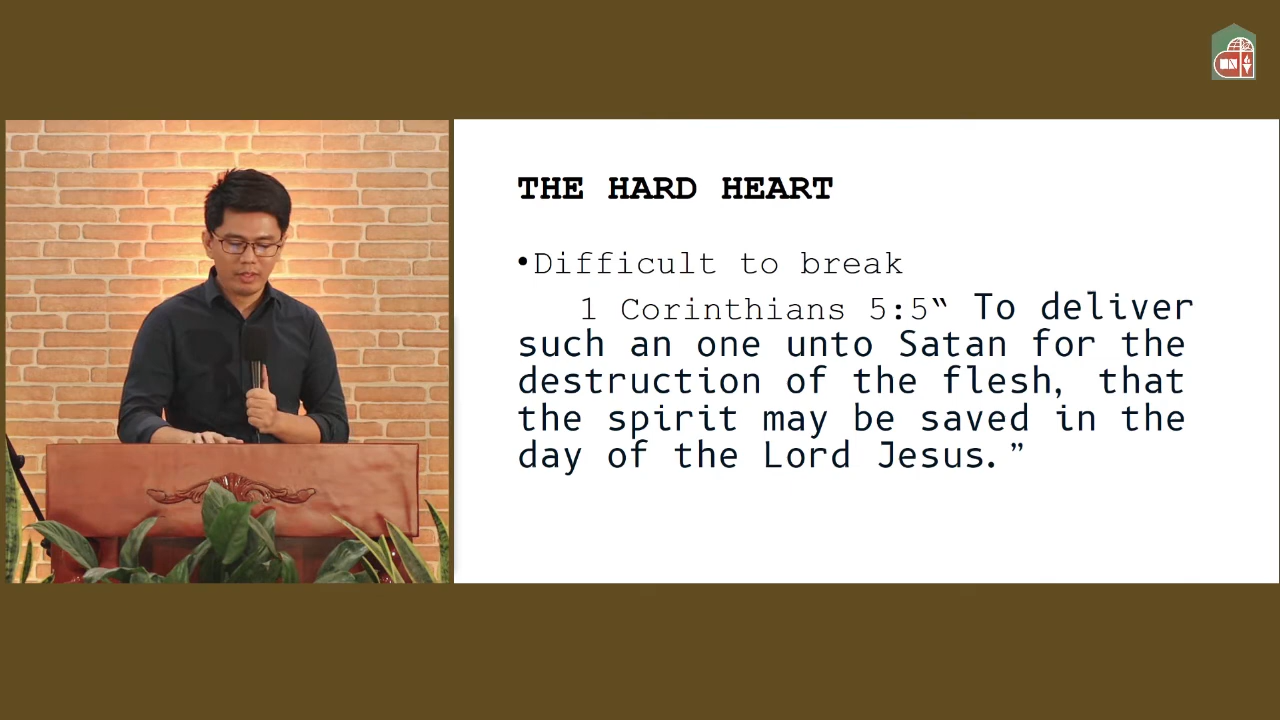 THE HARD HEART
•Difficult to break
1 Corinthians 5:5‟ To deliver
such an one unto Satan for the
destruction of the flesh, that
the spirit may be saved in the
day of the Lord Jesus.”